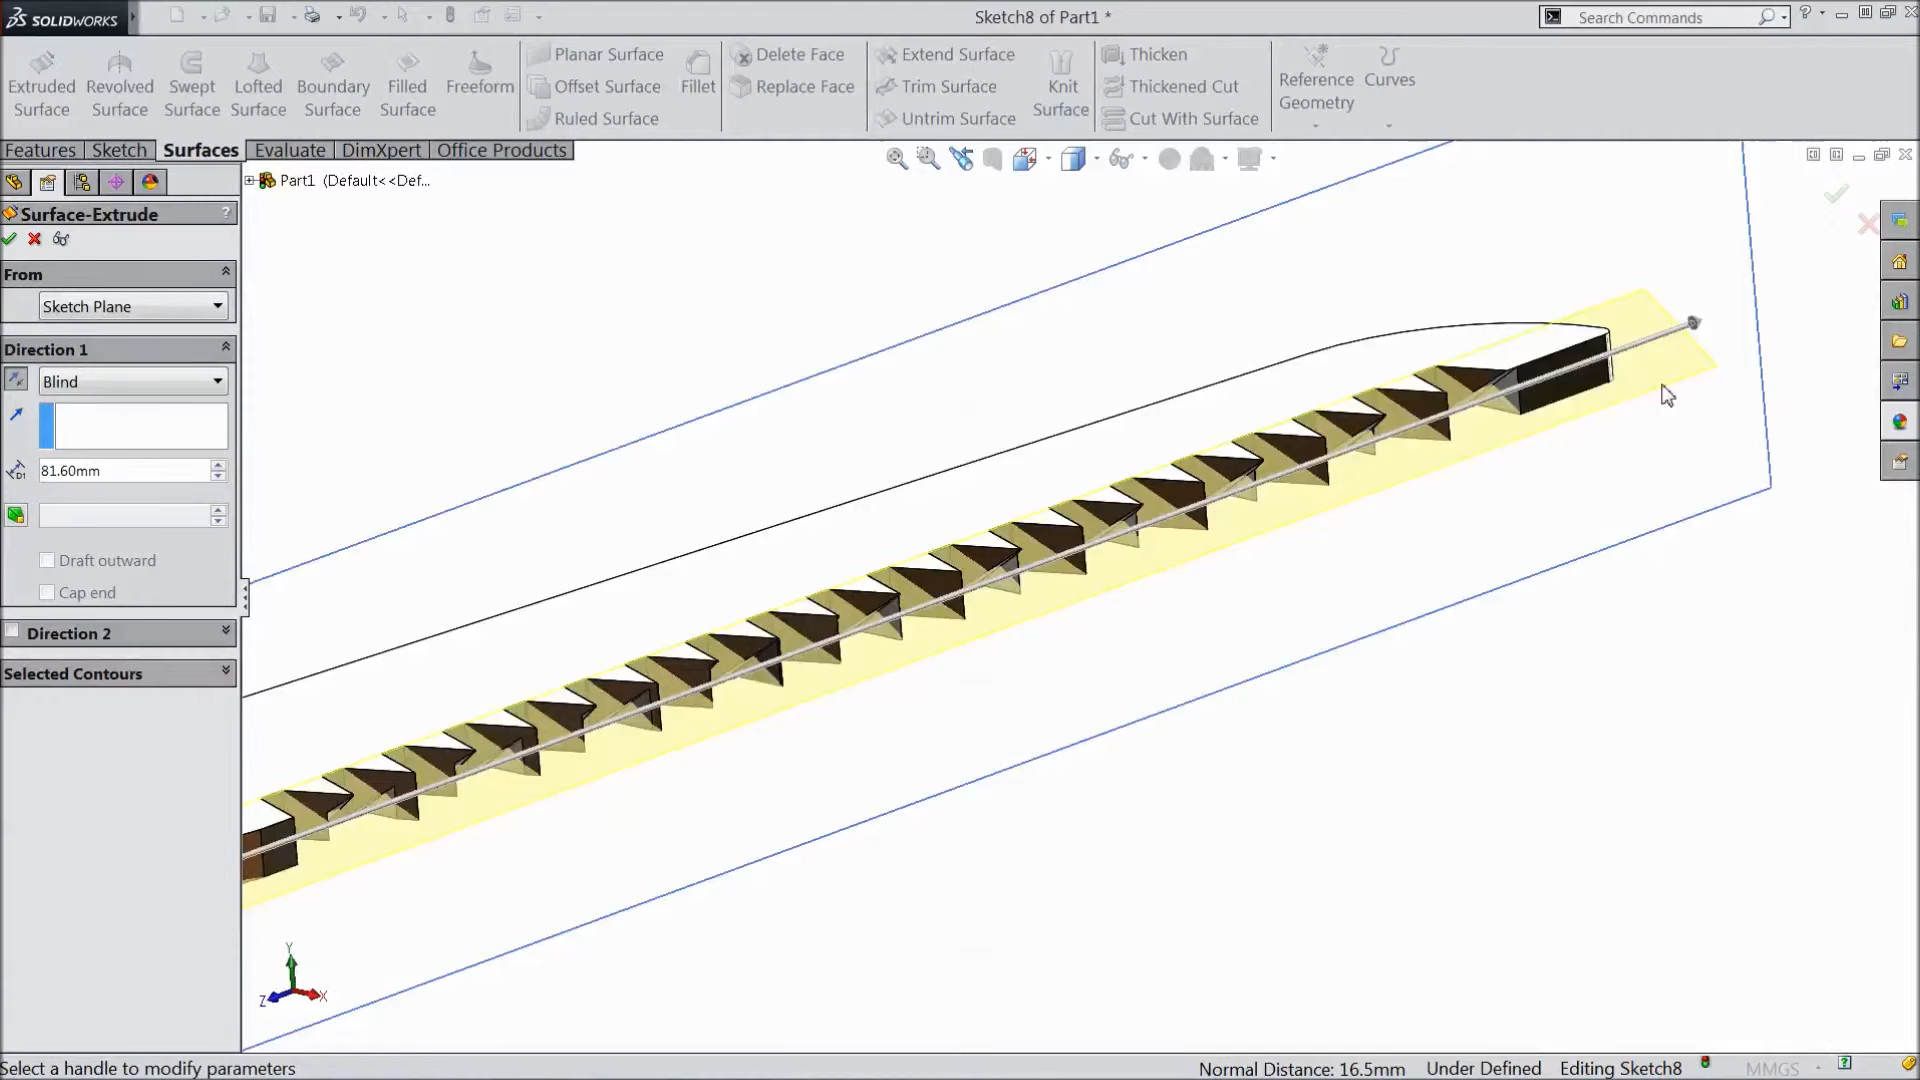 SOLIDWORKS
Sketch8 of Part1 *
Search Commands
Extruded Surface
Revolved Surface
Swept Surface
Lofted Surface
Boundary Surface
Filled Surface
Freeform
Planar Surface
Offset Surface
Ruled Surface
Fillet
Delete Face
Replace Face
Extend Surface
Trim Surface
Untrim Surface
Knit Surface
Thicken
Thickened Cut
Cut With Surface
Reference Geometry
Curves
Features
Sketch
Surfaces
Evaluate
DimXpert
Office Products
Part1 (Default<<Def...
Surface-Extrude
?
From
Sketch Plane
Direction 1
Blind
D1
81.60mm
Draft outward
Cap end
Direction 2
Selected Contours
Y
Z
X
Select a handle to modify parameters
Normal Distance: 16.5mm
Under Defined
Editing Sketch8
MMGS
?